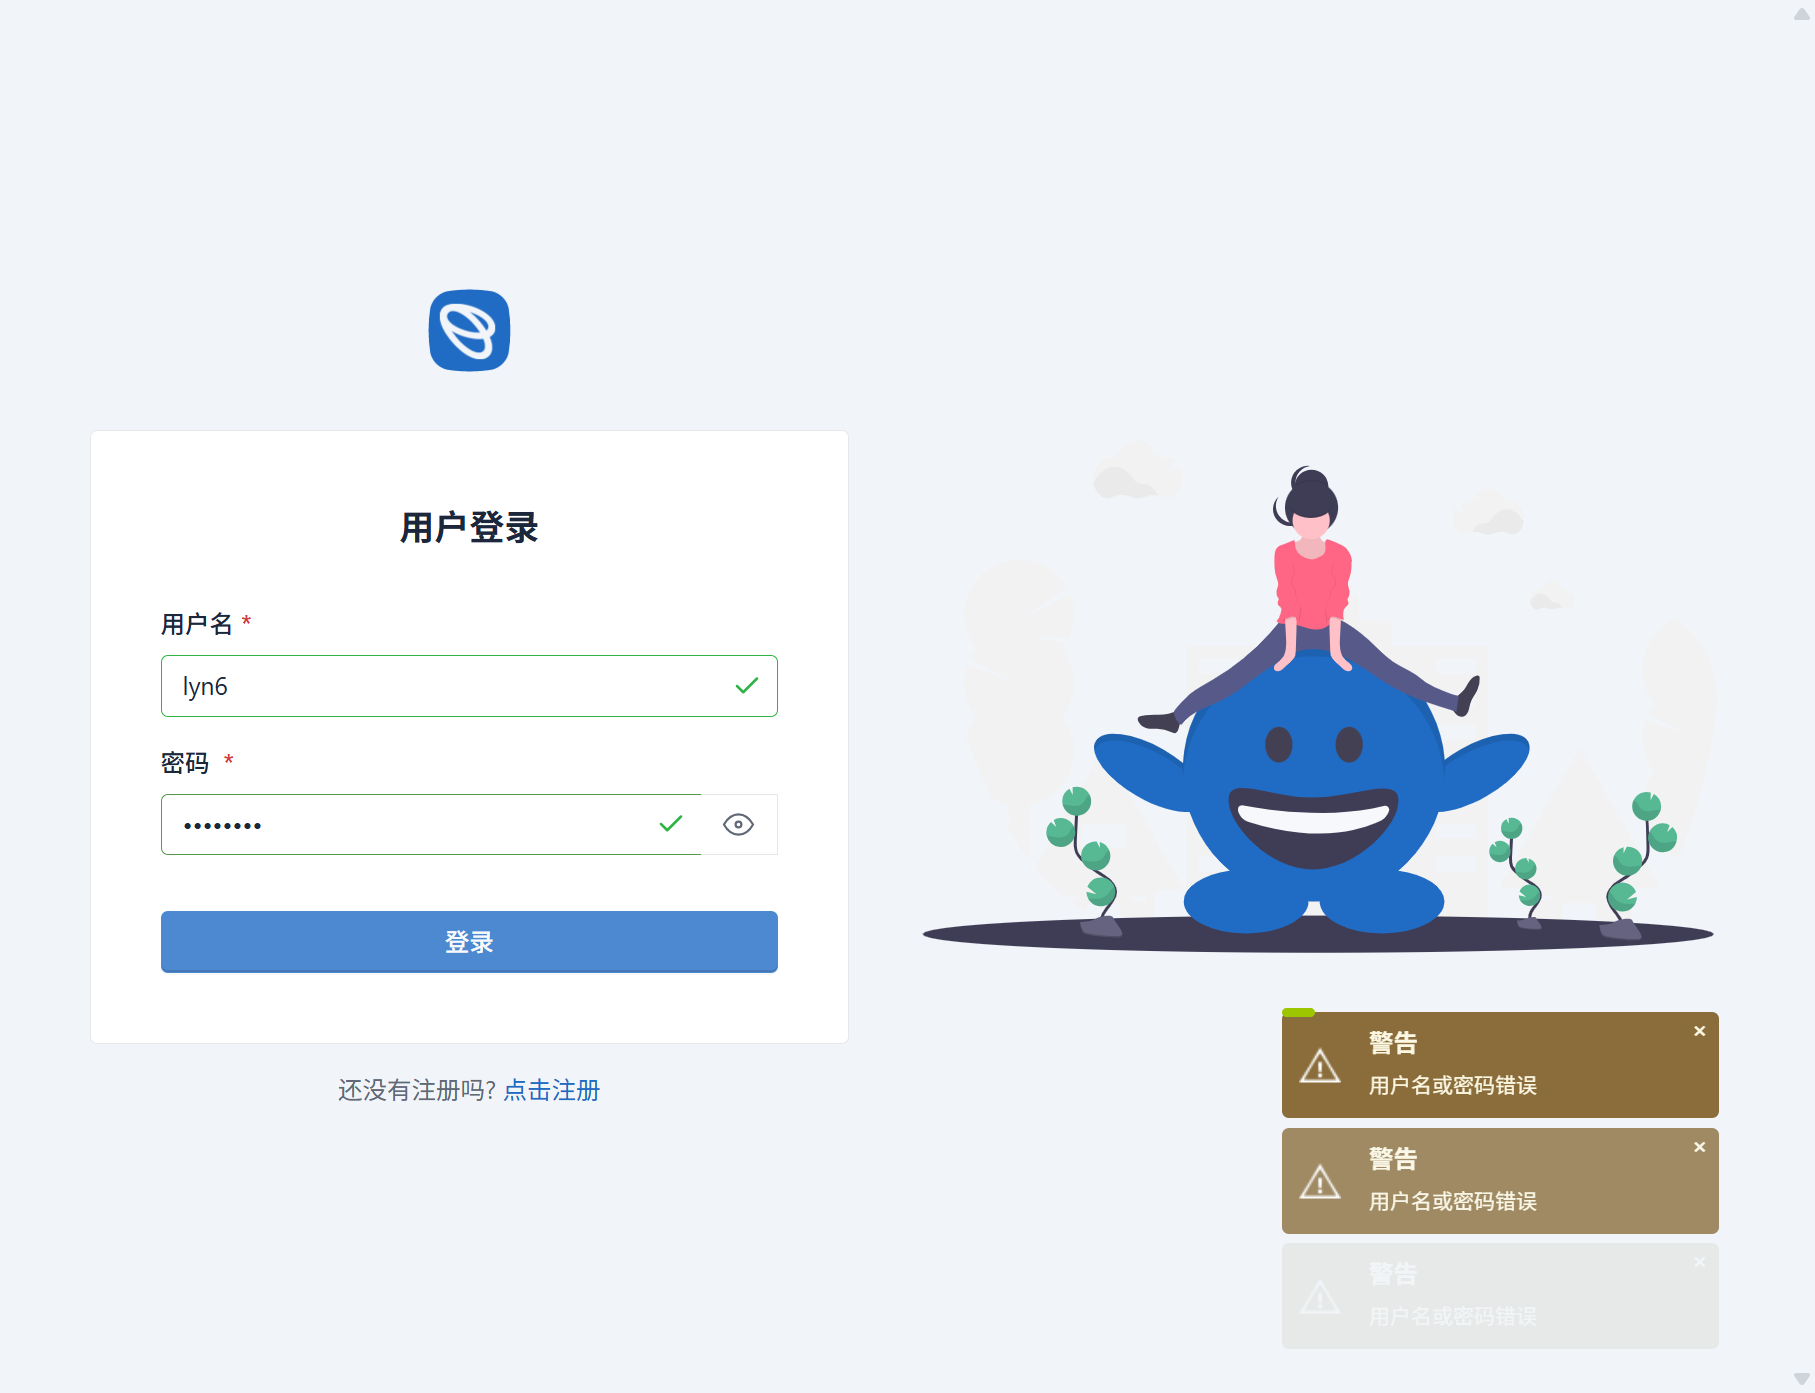 用户登录
用户名 *
lyn6
密码 *
••••••••
登录
还没有注册吗? 点击注册
警告
用户名或密码错误
警告
用户名或密码错误
警告
用户名或密码错误